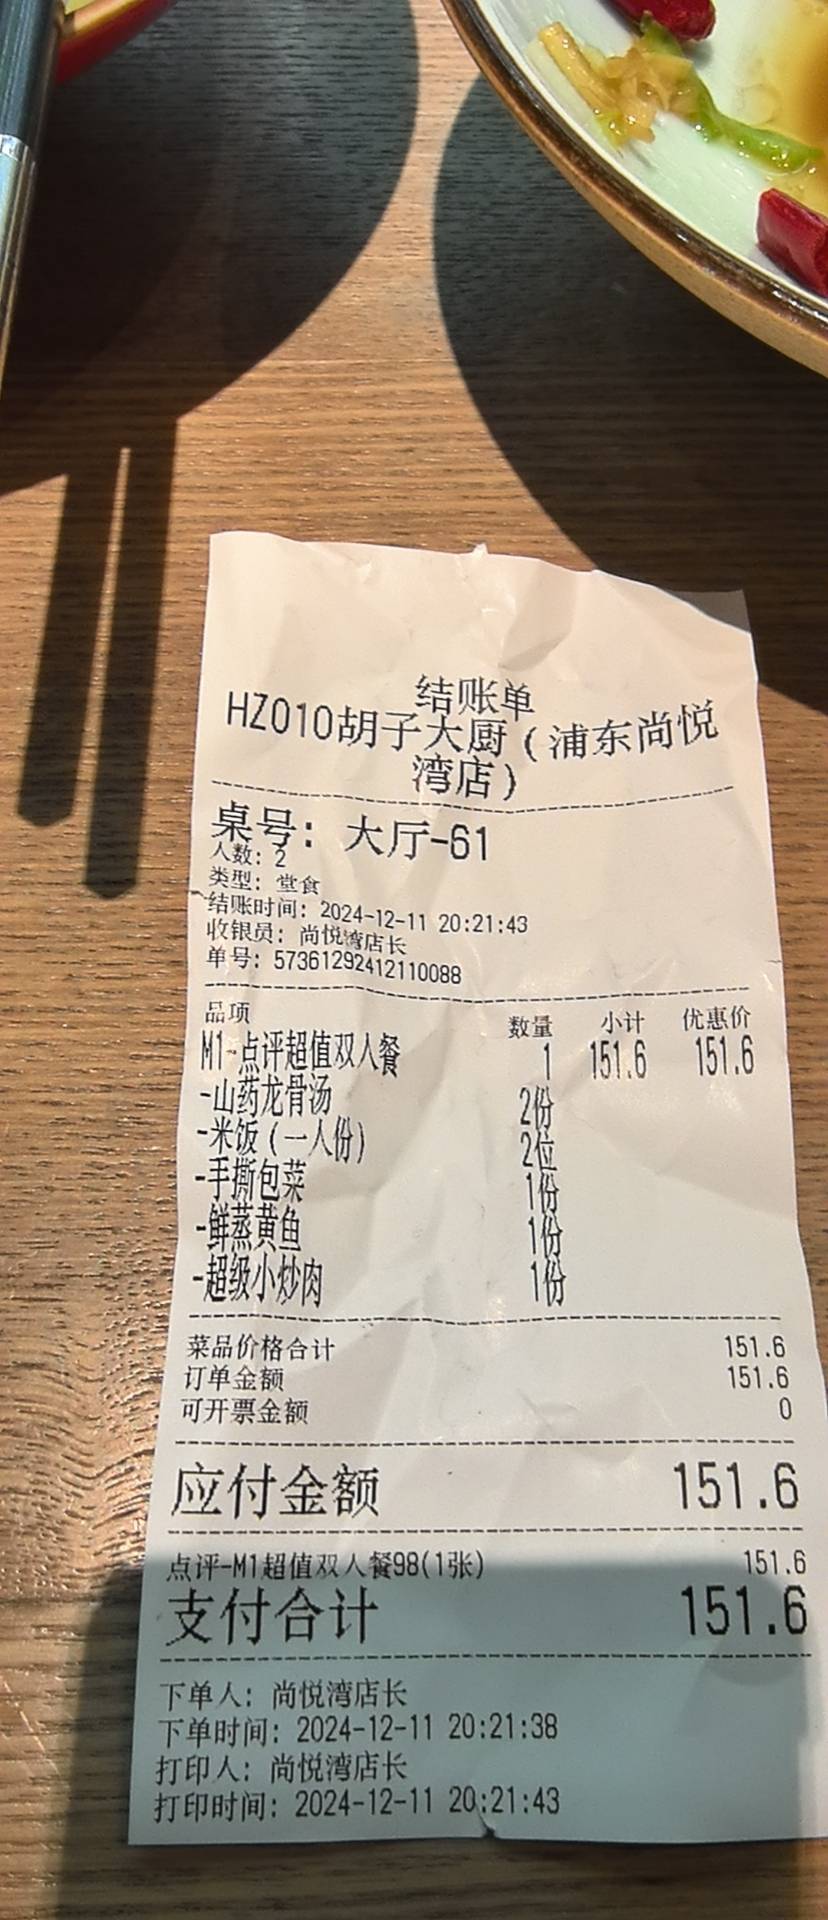 结账单
HZ010胡子大厨(浦东尚悦
湾店)
桌号: 大厅-61
人数: 2
类型: 堂食
结账时间: 2024-12-11 20:21:43
收银员: 尚悦湾店长
单号: 57361292412110088
品项 数量 小计 优惠价
M1-点评超值双人餐 1 151.6 151.6
-山药龙骨汤 2份
-米饭(一人份) 2位
-手撕包菜 1份
-鲜蒸黄鱼 1份
-超级小炒肉 1份
菜品价格合计 151.6
订单金额 151.6
可开票金额 0
应付金额 151.6
点评-M1超值双人餐98(1张) 151.6
支付合计 151.6
下单人: 尚悦湾店长
下单时间: 2024-12-11 20:21:38
打印人: 尚悦湾店长
打印时间: 2024-12-11 20:21:43